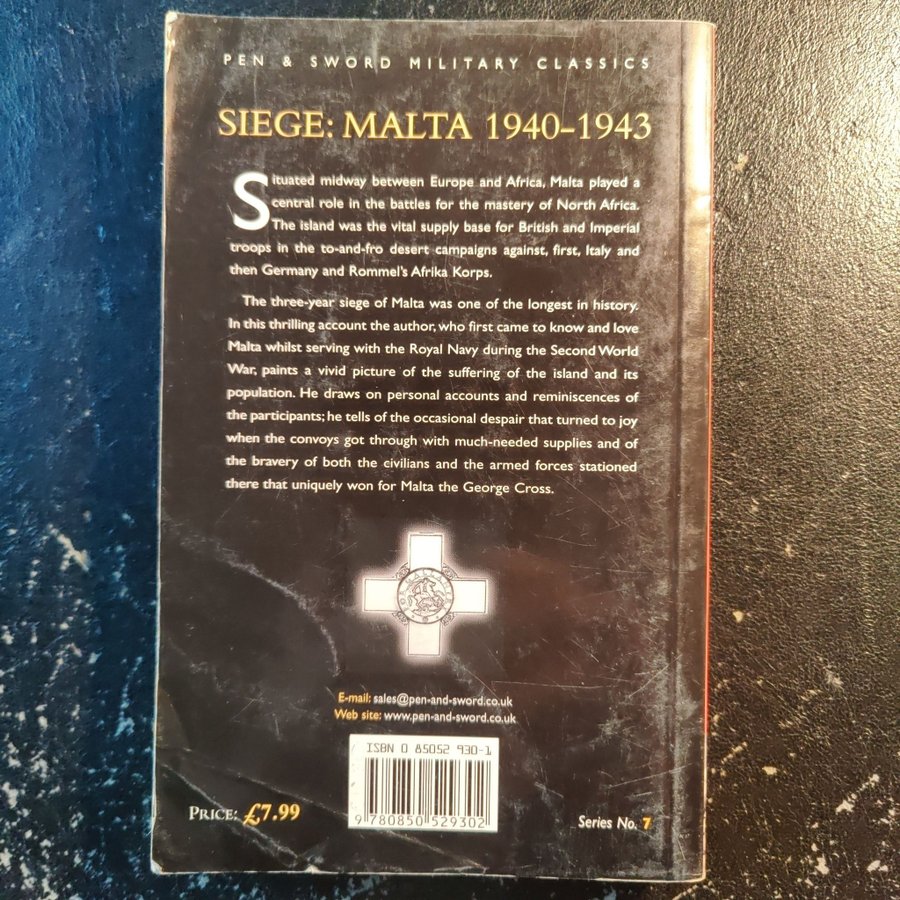 PEN & SWORD MILITARY CLASSICS
SIEGE: MALTA 1940–1943
Situated midway between Europe and Africa, Malta played a
central role in the battles for the mastery of North Africa.
The island was the vital supply base for British and Imperial
troops in the to-and-fro desert campaigns against, first, Italy and
then Germany and Rommel's Afrika Korps.
The three-year siege of Malta was one of the longest in history.
In this thrilling account the author, who first came to know and love
Malta whilst serving with the Royal Navy during the Second World
War, paints a vivid picture of the suffering of the island and its
population. He draws on personal accounts and reminiscences of
the participants; he tells of the occasional despair that turned to joy
when the convoys got through with much-needed supplies and of
the bravery of both the civilians and the armed forces stationed
there that uniquely won for Malta the George Cross.
E-mail: sales@pen-and-sword.co.uk
Web site: www.pen-and-sword.co.uk
ISBN 0 85052 930-1
9 780850 529302
PRICE: £7.99
Series No. 7